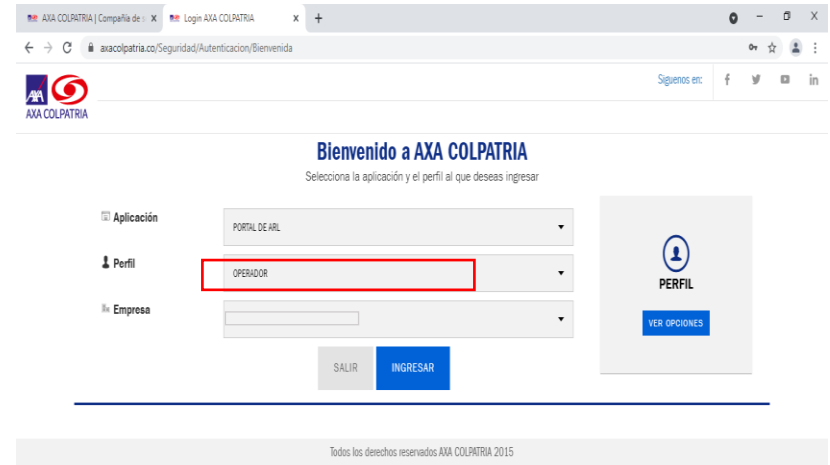 AXA COLPATRIA | Compañía de s
Login AXA COLPATRIA
axacolpatria.co/Seguridad/Autenticacion/Bienvenida
Siguenos en:
AXA
AXA COLPATRIA
Bienvenido a AXA COLPATRIA
Selecciona la aplicación y el perfil al que deseas ingresar
Aplicación
PORTAL DE ARL
Perfil
OPERADOR
Empresa
PERFIL
VER OPCIONES
SALIR
INGRESAR
Todos los derechos reservados AXA COLPATRIA 2015